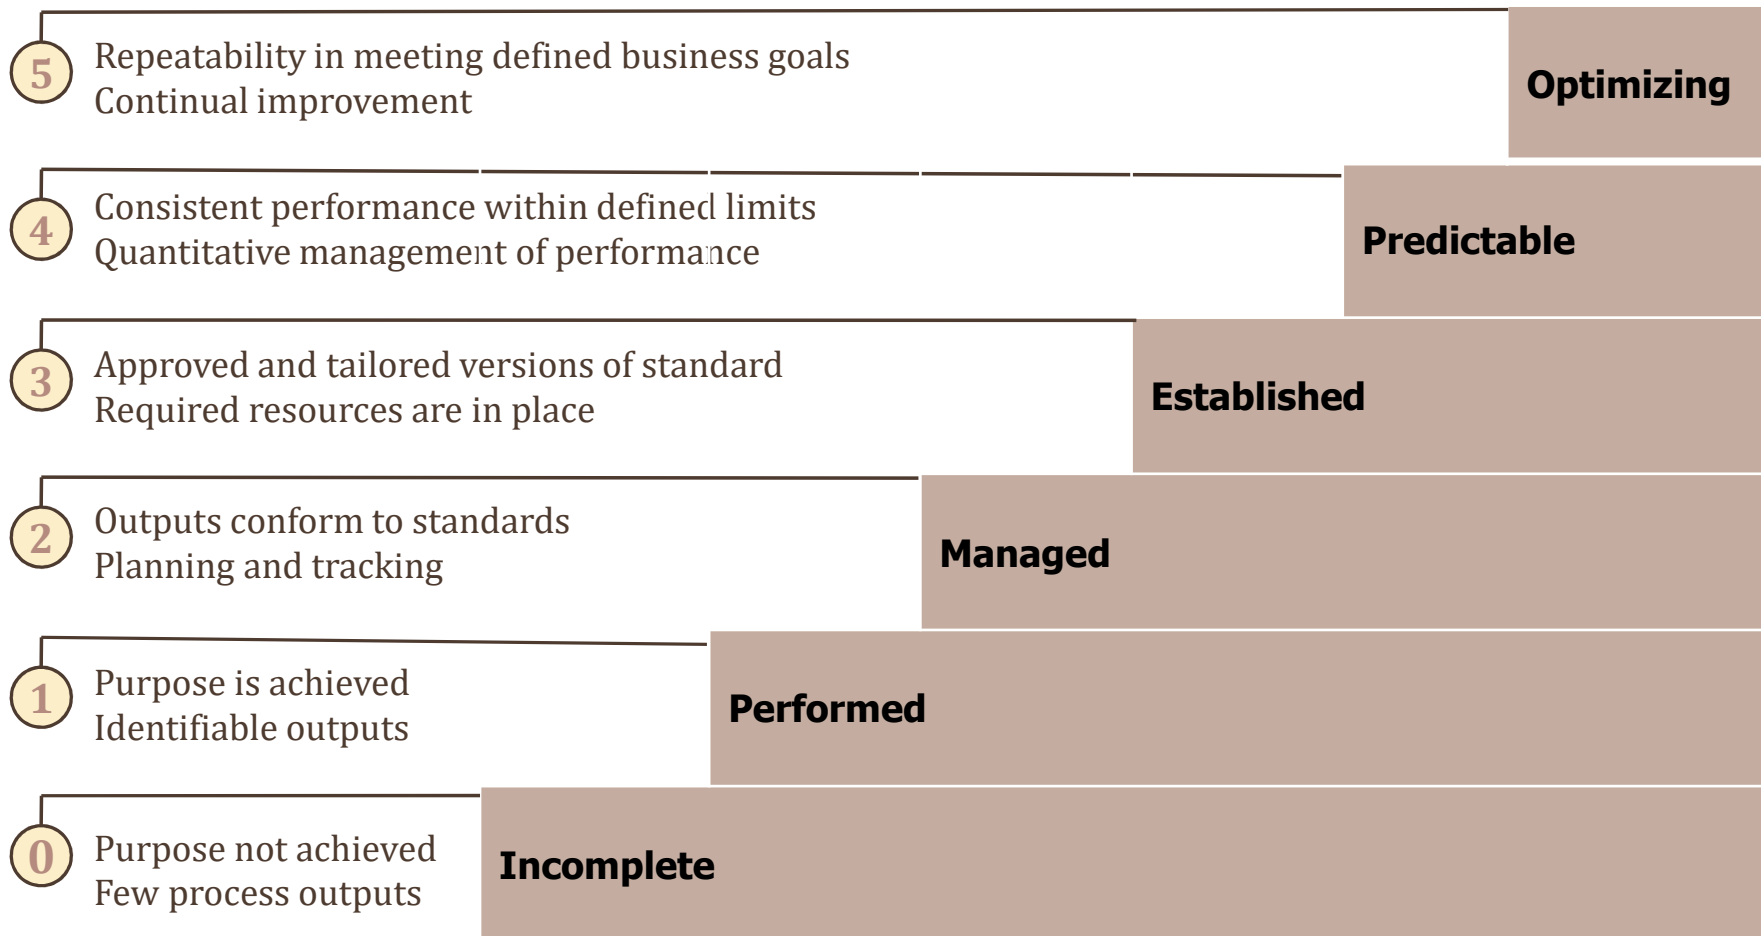 5
Repeatability in meeting defined business goals
Continual improvement
Optimizing
4
Consistent performance within defined limits
Quantitative management of performance
Predictable
3
Approved and tailored versions of standard
Required resources are in place
Established
2
Outputs conform to standards
Planning and tracking
Managed
1
Purpose is achieved
Identifiable outputs
Performed
0
Purpose not achieved
Few process outputs
Incomplete